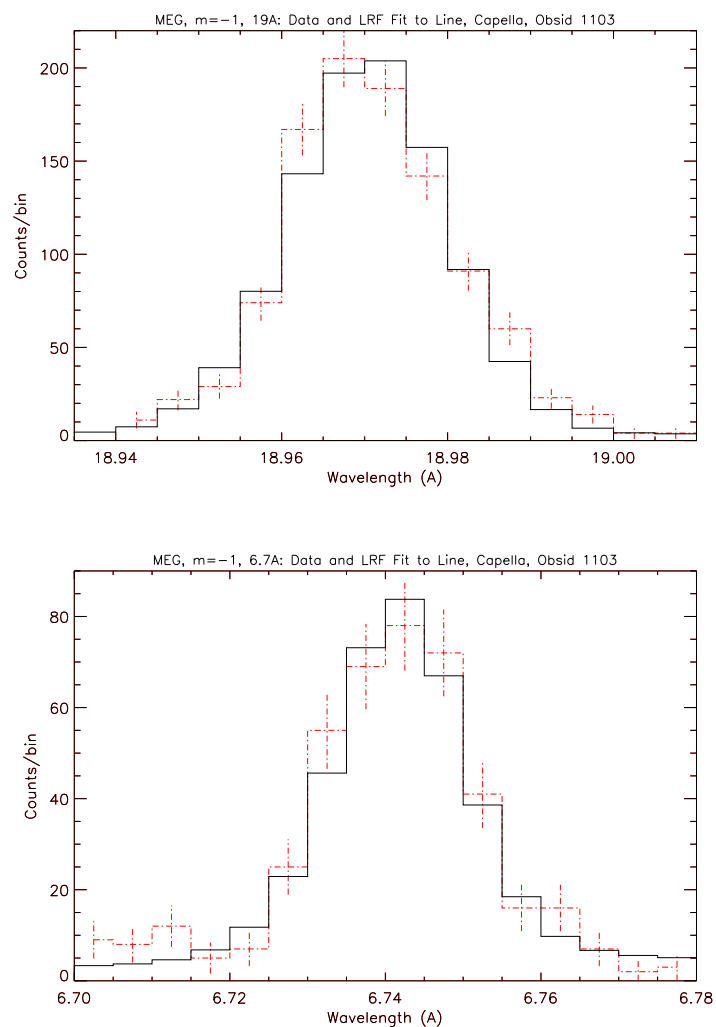 MEG, m=−1, 19A: Data and LRF Fit to Line, Capella, Obsid 1103
200
150
100
50
0
Counts/bin
18.94 18.96 18.98 19.00
Wavelength (A)
MEG, m=−1, 6.7A: Data and LRF Fit to Line, Capella, Obsid 1103
80
60
40
20
0
Counts/bin
6.70 6.72 6.74 6.76 6.78
Wavelength (A)